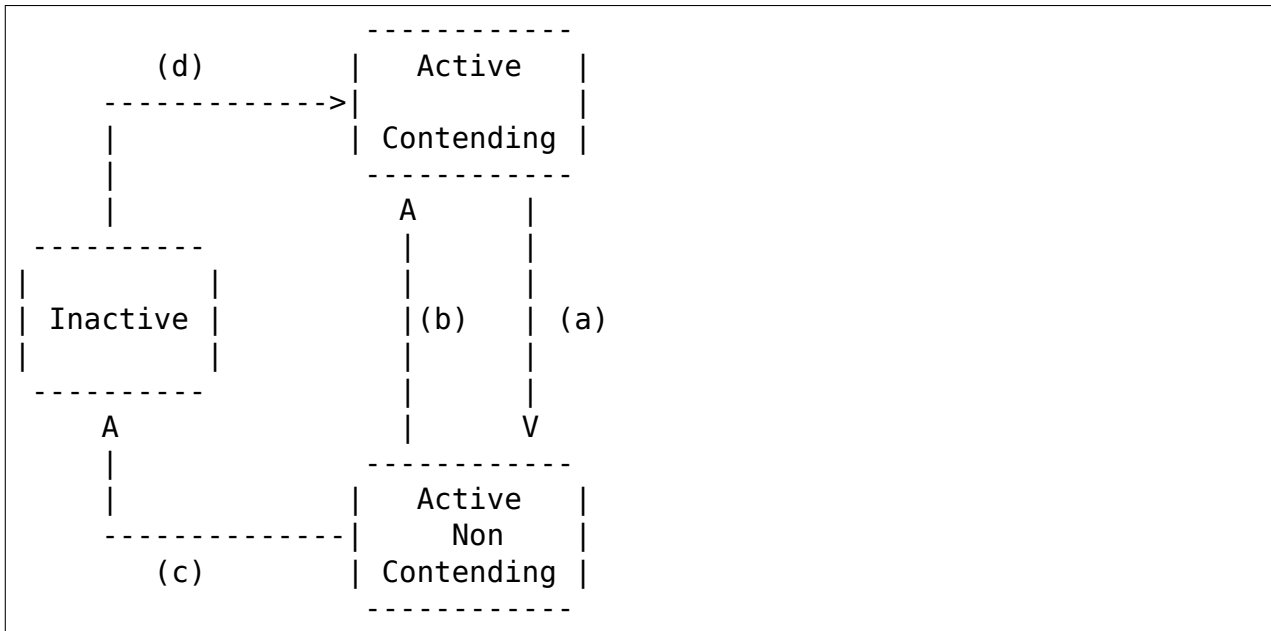 ------------
(d) | Active |
------------->| |
| | Contending |
| ------------
| A |
---------- | |
| | | |
| Inactive | |(b) | (a)
| | | |
---------- | |
A | V
| ------------
| | Active |
--------------| Non |
(c) | Contending |
------------